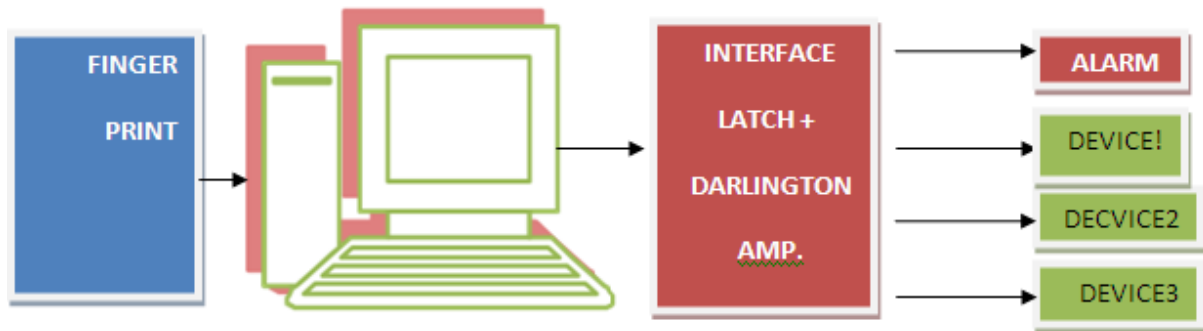 FINGER
PRINT
INTERFACE
LATCH +
DARLINGTON
AMP.
ALARM
DEVICE!
DECVICE2
DEVICE3